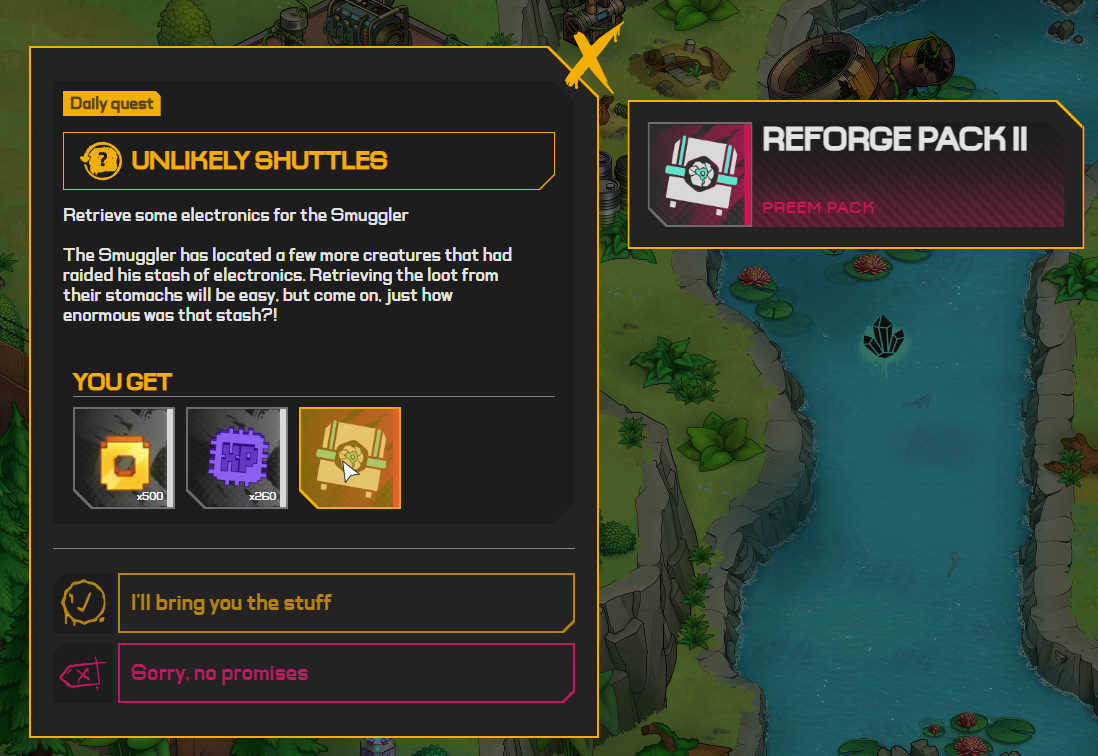 Daily quest
UNLIKELY SHUTTLES
Retrieve some electronics for the Smuggler
The Smuggler has located a few more creatures that had
raided his stash of electronics. Retrieving the loot from
their stomachs will be easy, but come on, just how
enormous was that stash?!
YOU GET
x500
XP
x260
I'll bring you the stuff
Sorry, no promises
REFORGE PACK II
PREEM PACK